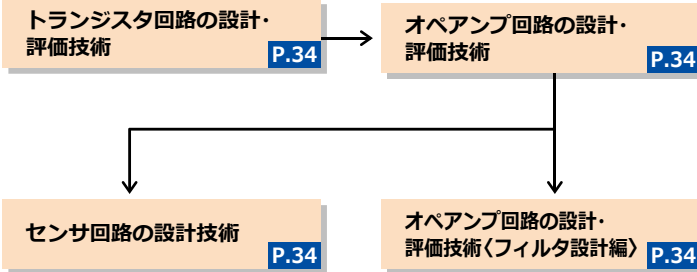 トランジスタ回路の設計・
評価技術
P.34
オペアンプ回路の設計・
評価技術
P.34
センサ回路の設計技術
P.34
オペアンプ回路の設計・
評価技術〈フィルタ設計編〉
P.34